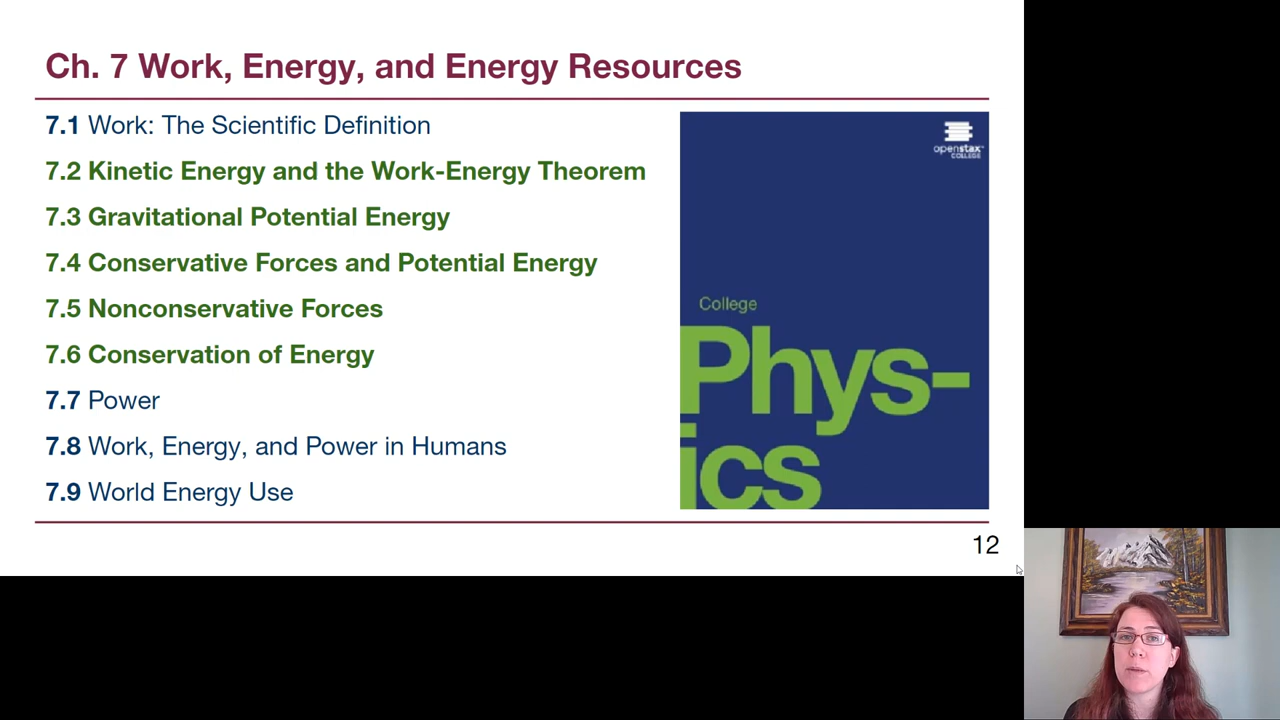 Ch. 7 Work, Energy, and Energy Resources
7.1 Work: The Scientific Definition
7.2 Kinetic Energy and the Work-Energy Theorem
7.3 Gravitational Potential Energy
7.4 Conservative Forces and Potential Energy
7.5 Nonconservative Forces
7.6 Conservation of Energy
7.7 Power
7.8 Work, Energy, and Power in Humans
7.9 World Energy Use
openstax™
COLLEGE
College
Phys-
ics
12